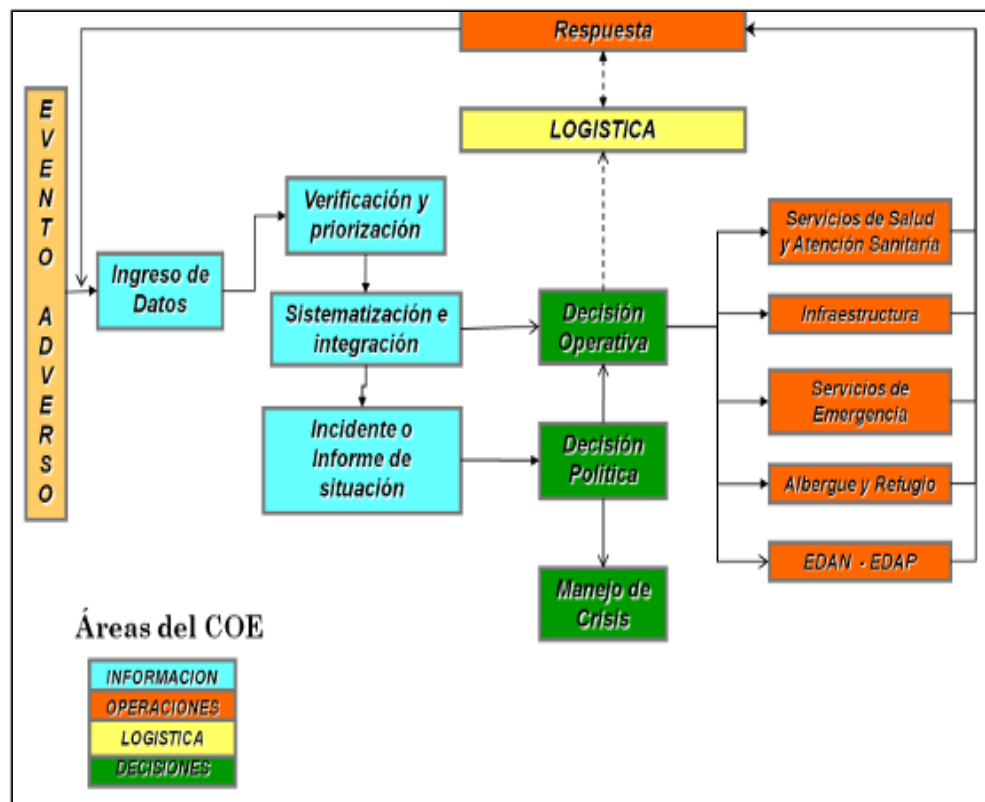 Respuesta
LOGISTICA
EVENTO ADVERSO
Verificación y
priorización
Ingreso de
Datos
Sistematización e
integración
Incidente o
Informe de
situación
Decisión
Operativa
Decisión
Política
Manejo de
Crisis
Servicios de Salud
y Atención Sanitaria
Infraestructura
Servicios de
Emergencia
Albergue y Refugio
EDAN - EDAP
Áreas del COE
INFORMACION
OPERACIONES
LOGISTICA
DECISIONES